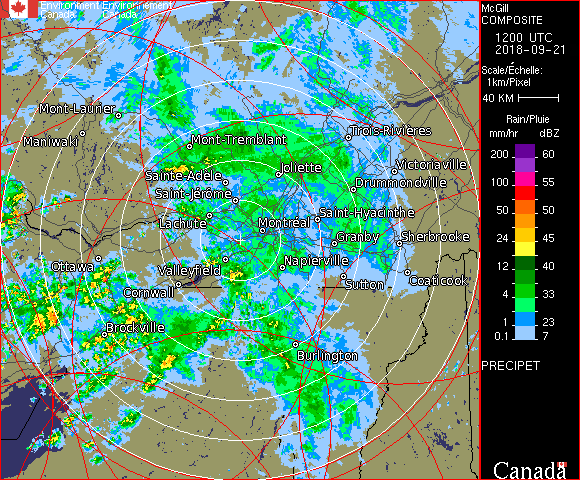 Environment Environnement
Canada Canada
McGill
COMPOSITE
1200 UTC
2018-09-21
Scale/Échelle:
1km/Pixel
40 KM
Rain/Pluie
mm/hr dBZ
200 60
100 55
50 50
24 45
12 40
4 33
1 23
0.1 7
PRECIPET
Canada
Mont-Laurier
Maniwaki
Mont-Tremblant
Trois-Rivières
Sainte-Adèle
Joliette
Victoriaville
Saint-Jérôme
Drummondville
Lachute
Montréal
Saint-Hyacinthe
Granby
Sherbrooke
Ottawa
Valleyfield
Napierville
Cornwall
Sutton
Coaticook
Brockville
Burlington